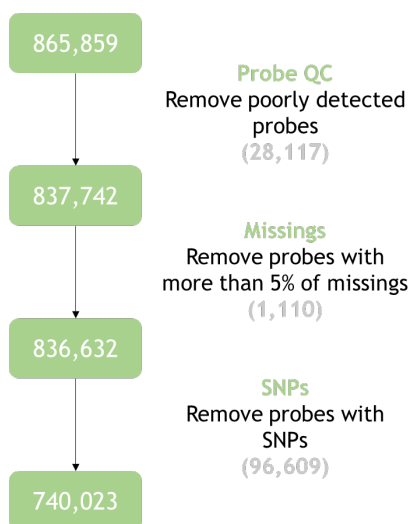 865,859
Probe QC
Remove poorly detected
probes
(28,117)
837,742
Missings
Remove probes with
more than 5% of missings
(1,110)
836,632
SNPs
Remove probes with
SNPs
(96,609)
740,023